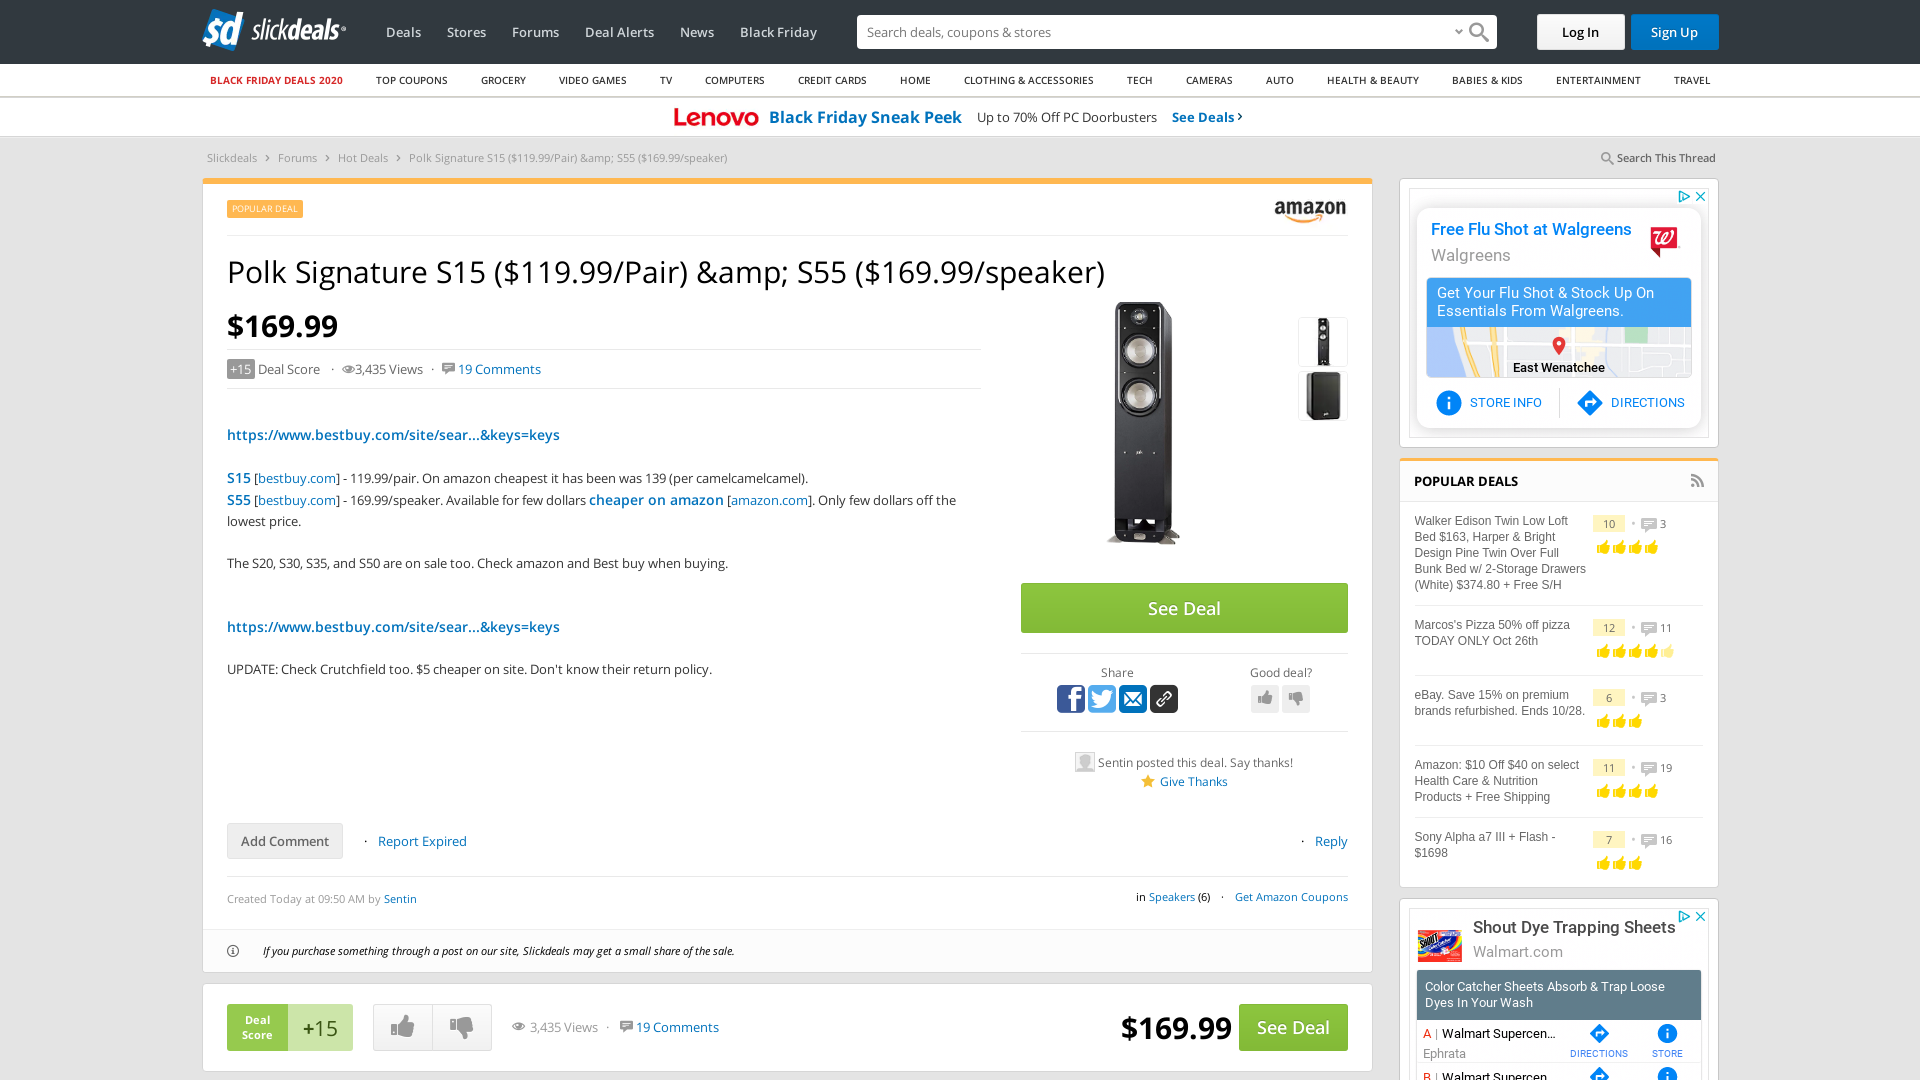 slickdeals
Deals
Stores
Forums
Deal Alerts
News
Black Friday
Search deals, coupons & stores
Log In
Sign Up
BLACK FRIDAY DEALS 2020
TOP COUPONS
GROCERY
VIDEO GAMES
TV
COMPUTERS
CREDIT CARDS
HOME
CLOTHING & ACCESSORIES
TECH
CAMERAS
AUTO
HEALTH & BEAUTY
BABIES & KIDS
ENTERTAINMENT
TRAVEL
Lenovo Black Friday Sneak Peek Up to 70% Off PC Doorbusters See Deals
Slickdeals > Forums > Hot Deals > Polk Signature S15 ($119.99/Pair) &amp; S55 ($169.99/speaker)
Search This Thread
POPULAR DEAL
amazon
Polk Signature S15 ($119.99/Pair) &amp; S55 ($169.99/speaker)
$169.99
+15 Deal Score · 3,435 Views · 19 Comments
https://www.bestbuy.com/site/sear...&keys=keys
S15 [bestbuy.com] - 119.99/pair. On amazon cheapest it has been was 139 (per camelcamelcamel).
S55 [bestbuy.com] - 169.99/speaker. Available for few dollars cheaper on amazon [amazon.com]. Only few dollars off the
lowest price.
The S20, S30, S35, and S50 are on sale too. Check amazon and Best buy when buying.
https://www.bestbuy.com/site/sear...&keys=keys
UPDATE: Check Crutchfield too. $5 cheaper on site. Don't know their return policy.
See Deal
Share
Good deal?
Sentin posted this deal. Say thanks!
Give Thanks
Add Comment · Report Expired
· Reply
Created Today at 09:50 AM by Sentin
in Speakers (6) · Get Amazon Coupons
If you purchase something through a post on our site, Slickdeals may get a small share of the sale.
Deal
Score
+15
3,435 Views · 19 Comments
$169.99
See Deal
Free Flu Shot at Walgreens
Walgreens
Get Your Flu Shot & Stock Up On
Essentials From Walgreens.
East Wenatchee
STORE INFO
DIRECTIONS
POPULAR DEALS
Walker Edison Twin Low Loft
Bed $163, Harper & Bright
Design Pine Twin Over Full
Bunk Bed w/ 2-Storage Drawers
(White) $374.80 + Free S/H
10 · 3
Marcos's Pizza 50% off pizza
TODAY ONLY Oct 26th
12 · 11
eBay. Save 15% on premium
brands refurbished. Ends 10/28.
6 · 3
Amazon: $10 Off $40 on select
Health Care & Nutrition
Products + Free Shipping
11 · 19
Sony Alpha a7 III + Flash -
$1698
7 · 16
Shout Dye Trapping Sheets
Walmart.com
Color Catcher Sheets Absorb & Trap Loose
Dyes In Your Wash
A | Walmart Supercen...
Ephrata
DIRECTIONS
STORE
B | Walmart Supercen...